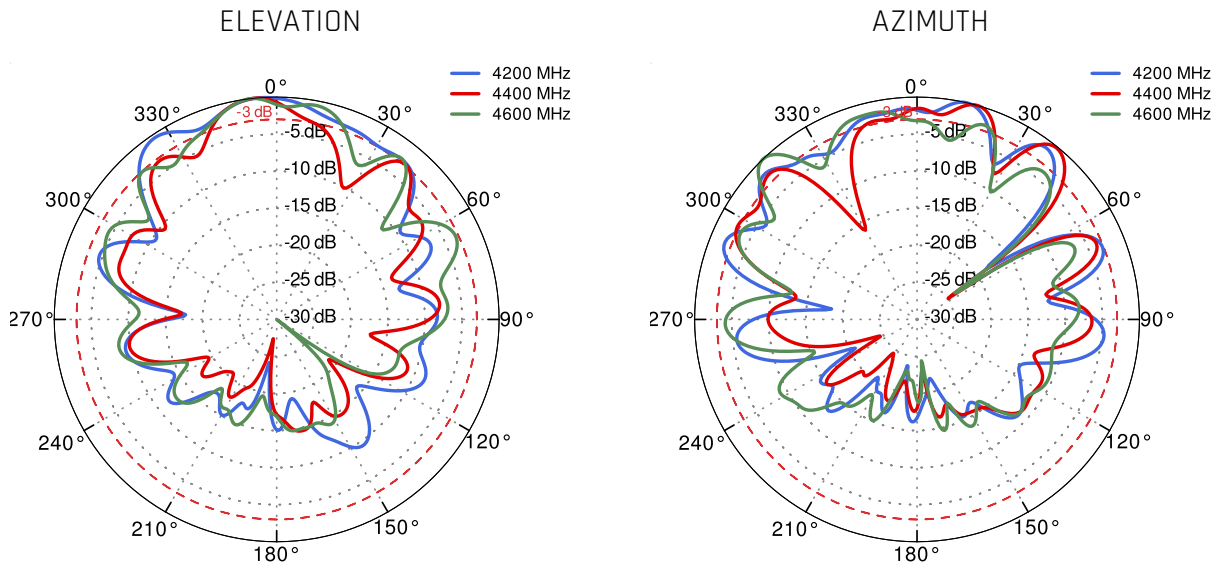 ELEVATION
4200 MHz
4400 MHz
4600 MHz
0°
30°
60°
90°
120°
150°
180°
210°
240°
270°
300°
330°
-3 dB
-5 dB
-10 dB
-15 dB
-20 dB
-25 dB
-30 dB
AZIMUTH
4200 MHz
4400 MHz
4600 MHz
0°
30°
60°
90°
120°
150°
180°
210°
240°
270°
300°
330°
-3 dB
-5 dB
-10 dB
-15 dB
-20 dB
-25 dB
-30 dB